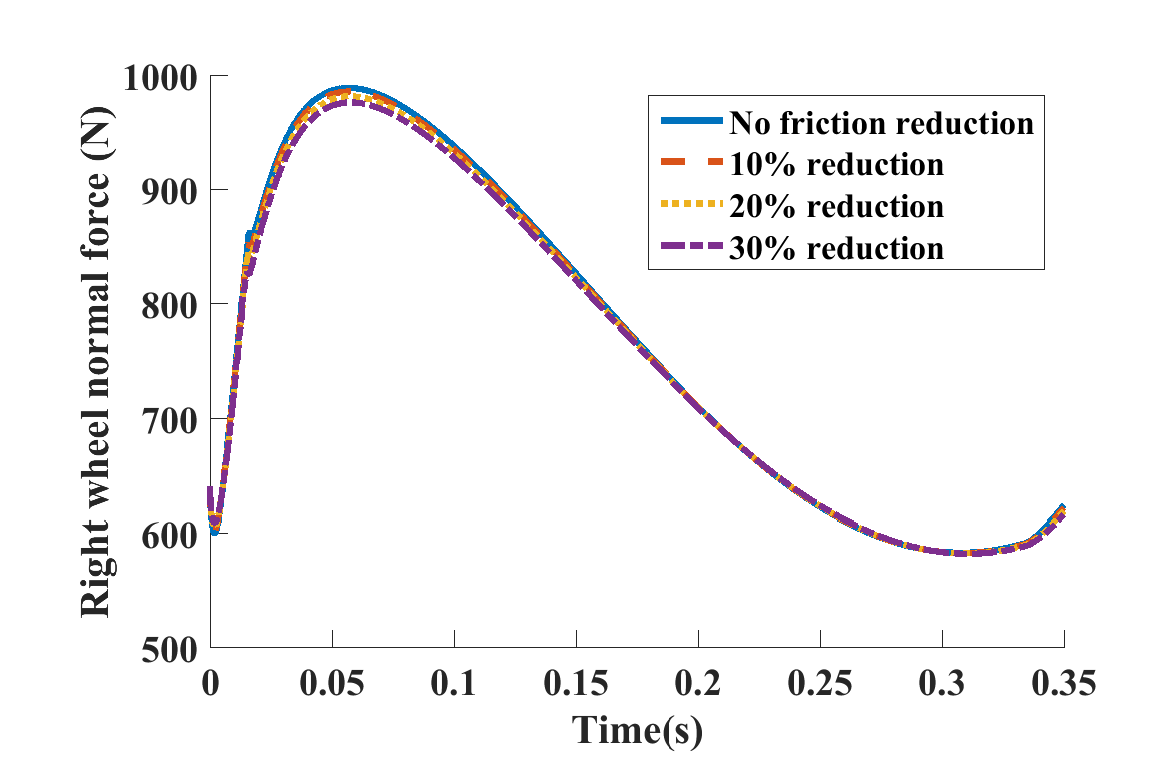 Right wheel normal force (N)
1000
900
800
700
600
500
0 0.05 0.1 0.15 0.2 0.25 0.3 0.35
Time(s)
No friction reduction
10% reduction
20% reduction
30% reduction